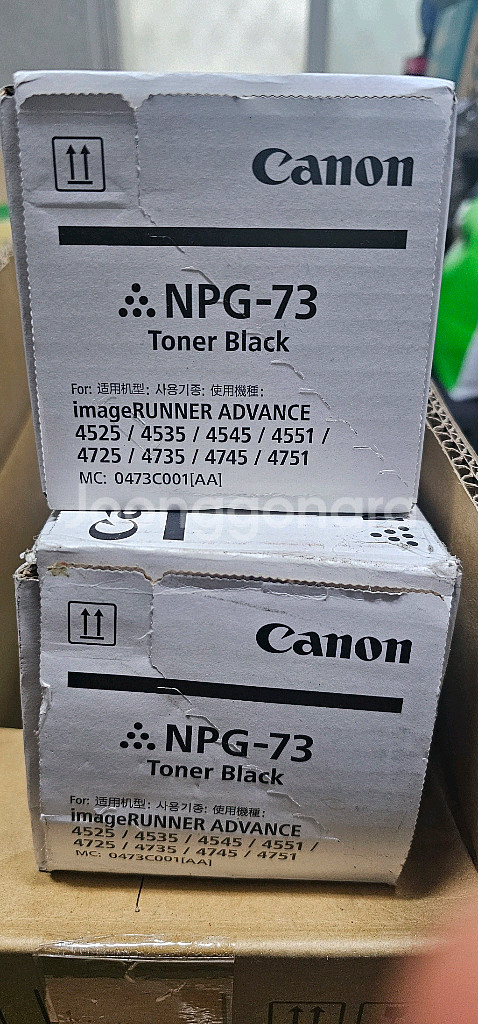 Canon
NPG-73
Toner Black
For: 适用机型: 사용기종: 使用機種:
imageRUNNER ADVANCE
4525 / 4535 / 4545 / 4551 /
4725 / 4735 / 4745 / 4751
MC: 0473C001[AA]
Joonggonara
Canon
NPG-73
Toner Black
For: 适用机型: 사용기종: 使用機種:
imageRUNNER ADVANCE
4525 / 4535 / 4545 / 4551 /
4725 / 4735 / 4745 / 4751
MC: 0473C001[AA]